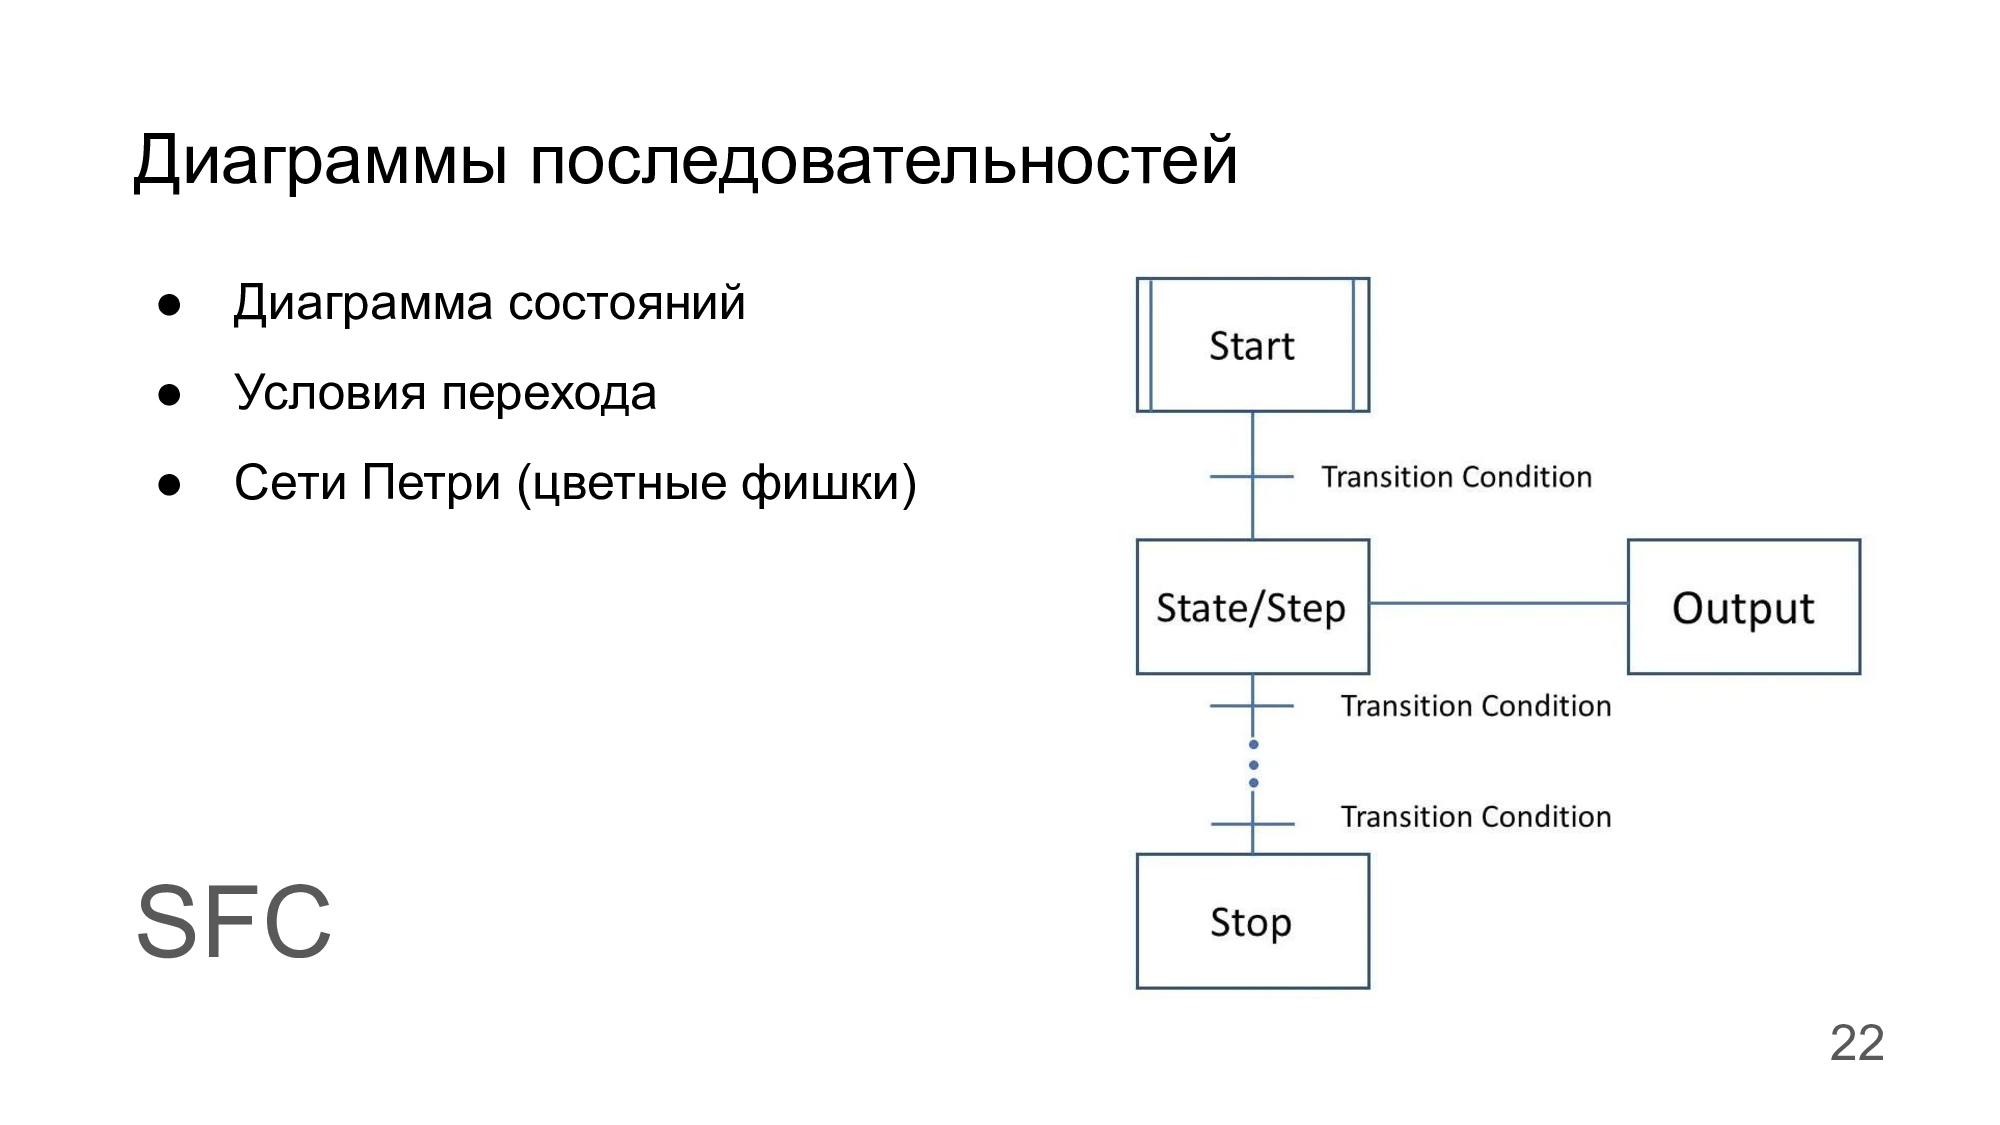 Диаграммы последовательностей
● Диаграмма состояний
● Условия перехода
● Сети Петри (цветные фишки)
SFC
Start
Transition Condition
State/Step
Output
Transition Condition
Transition Condition
Stop
22